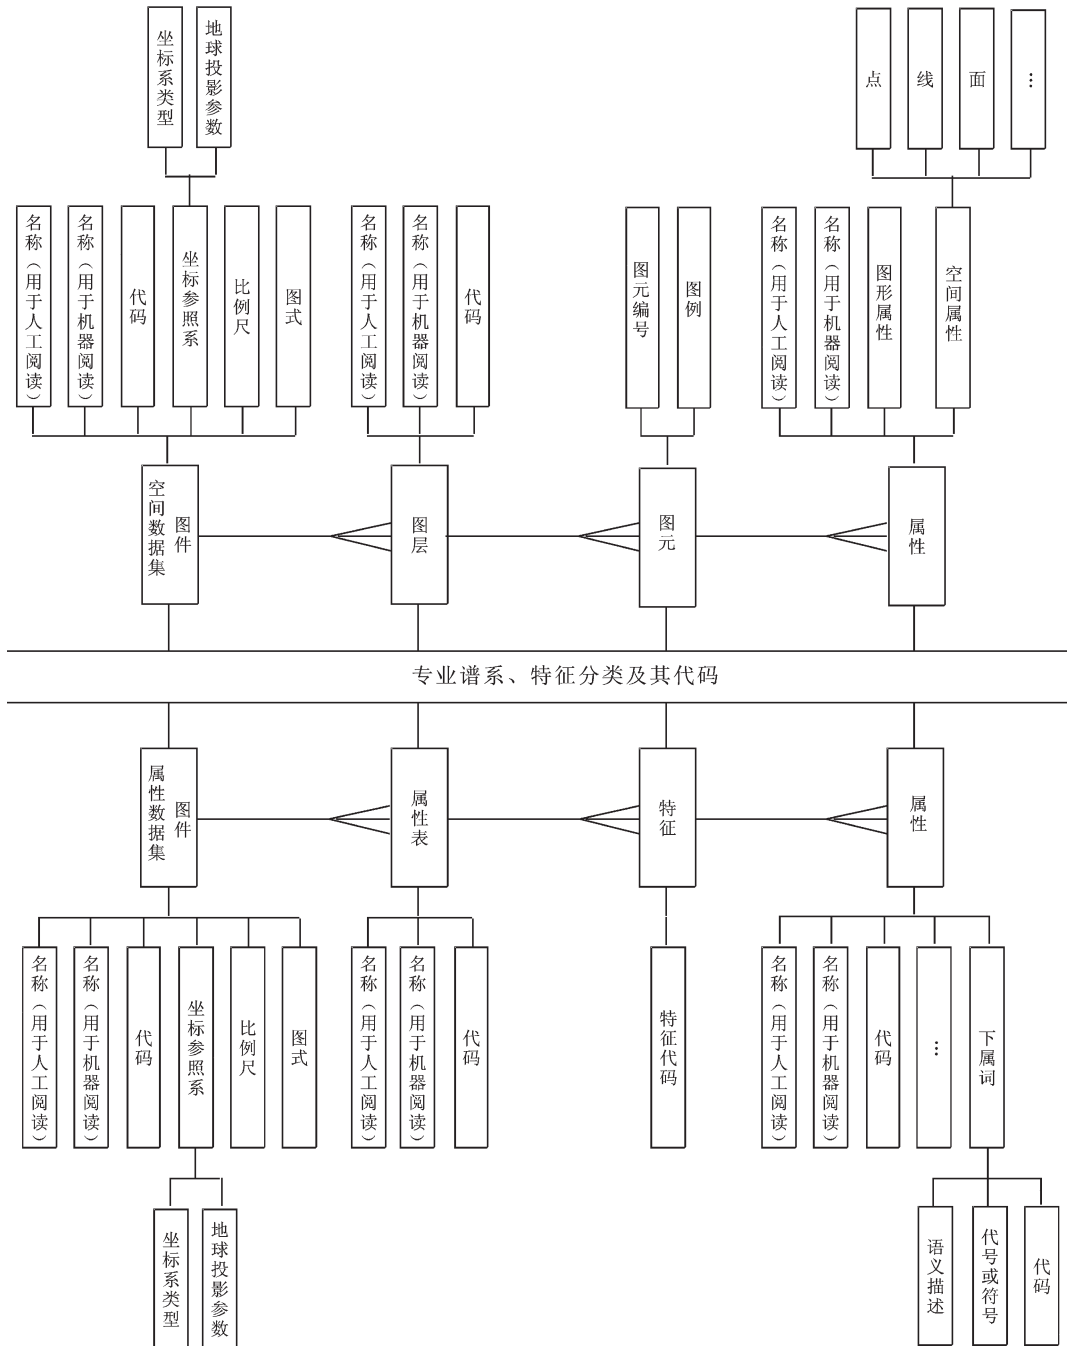 坐标系类型
地球投影参数
点
线
面
…
名称（用于人工阅读）
名称（用于机器阅读）
代码
坐标参照系
比例尺
图式
名称（用于人工阅读）
名称（用于机器阅读）
代码
图元编号
图例
名称（用于人工阅读）
名称（用于机器阅读）
图形属性
空间属性
图件
空间数据集
图层
图元
属性
专业谱系、特征分类及其代码
图件
属性数据集
属性表
特征
属性
名称（用于人工阅读）
名称（用于机器阅读）
代码
坐标参照系
比例尺
图式
名称（用于人工阅读）
名称（用于机器阅读）
代码
特征代码
名称（用于人工阅读）
名称（用于机器阅读）
代码
…
下属词
坐标系类型
地球投影参数
语义描述
代号或符号
代码